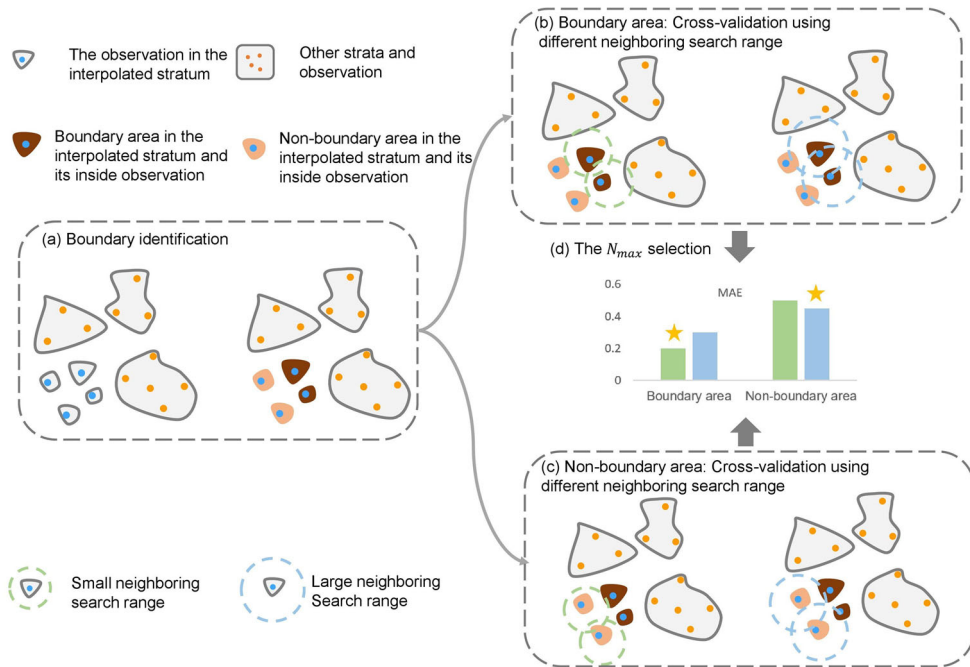 The observation in the
interpolated stratum
Other strata and
observation
Boundary area in the
interpolated stratum and
its inside observation
Non-boundary area in the
interpolated stratum and its
inside observation
(a) Boundary identification
(b) Boundary area: Cross-validation using
different neighboring search range
(d) The N_max selection
MAE
0.6
0.4
0.2
0
Boundary area
Non-boundary area
(c) Non-boundary area: Cross-validation using
different neighboring search range
Small neighboring
search range
Large neighboring
Search range